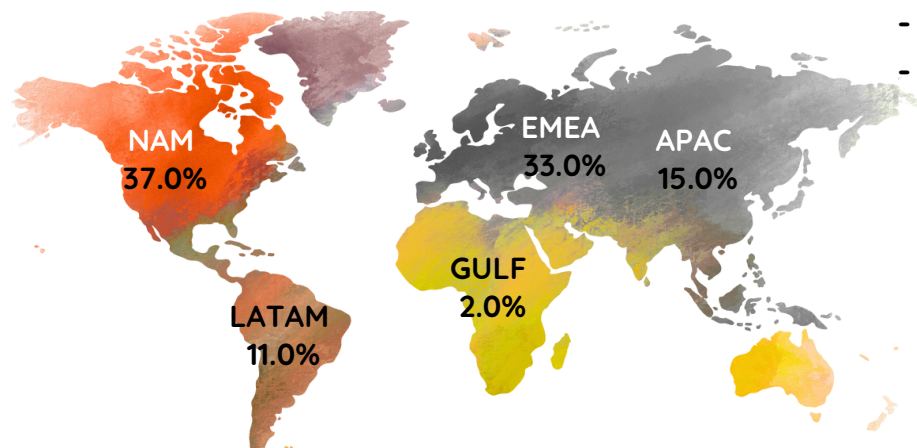 NAM
37.0%
EMEA
33.0%
APAC
15.0%
GULF
2.0%
LATAM
11.0%